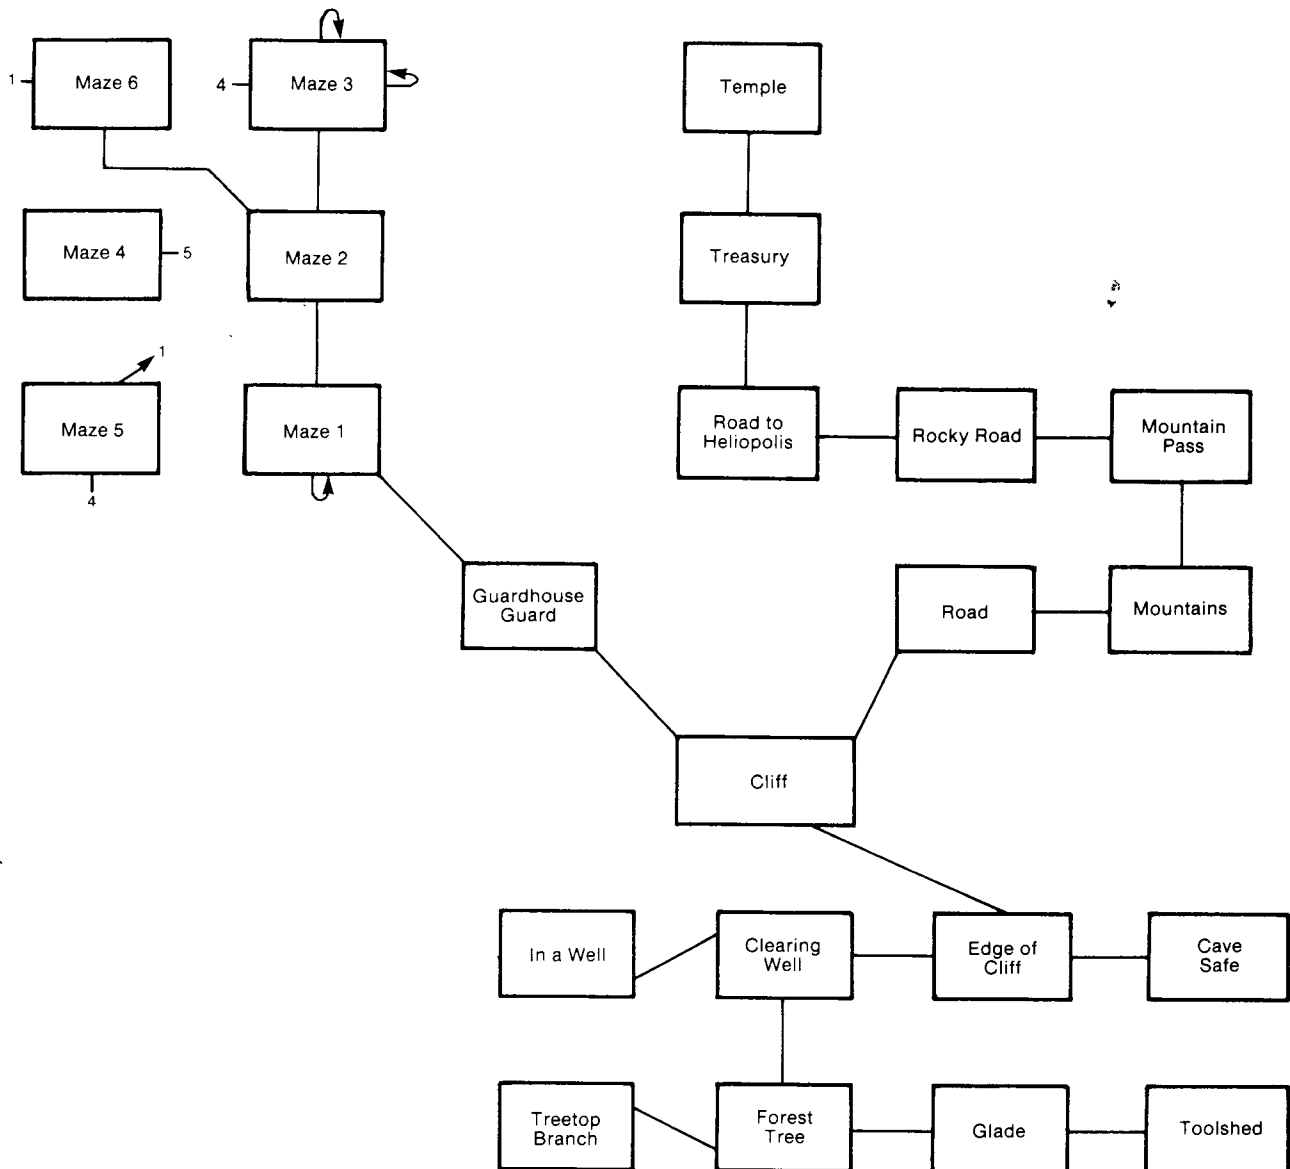 1
Maze 6
4
Maze 3
Temple
Maze 4
5
Maze 2
Treasury
1
Maze 5
4
Maze 1
Road to
Heliopolis
Rocky Road
Mountain
Pass
Guardhouse
Guard
Road
Mountains
Cliff
In a Well
Clearing
Well
Edge of
Cliff
Cave
Safe
Treetop
Branch
Forest
Tree
Glade
Toolshed